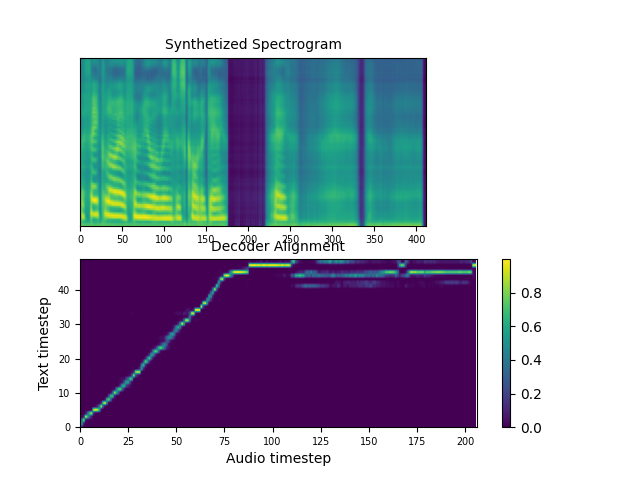 Synthetized Spectrogram
0 50 100 150 200 250 300 350 400
Decoder Alignment
40
30
20
10
0
Text timestep
0 25 50 75 100 125 150 175 200
Audio timestep
0.8
0.6
0.4
0.2
0.0